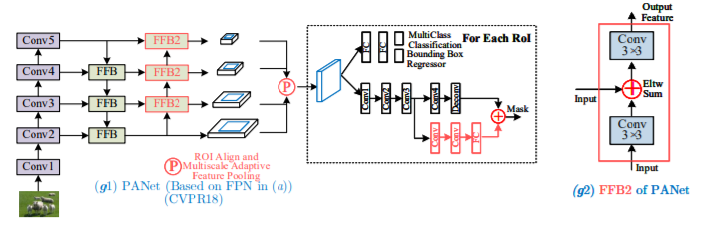 Conv5
FFB2
Conv4
FFB
FFB2
Conv3
FFB
FFB2
Conv2
FFB
Conv1
P
ROI Align and
P Multiscale Adaptive
Feature Pooling
(g1) PANet (Based on FPN in (a))
(CVPR18)
For Each RoI
FC
FC
MultiClass
Classification
Bounding Box
Regressor
Conv1
Conv2
Conv3
Conv4
Deconv
Mask
Conv
Conv
FC
Output
Feature
Conv
3×3
Eltw
Sum
Input
Conv
3×3
Input
(g2) FFB2 of PANet